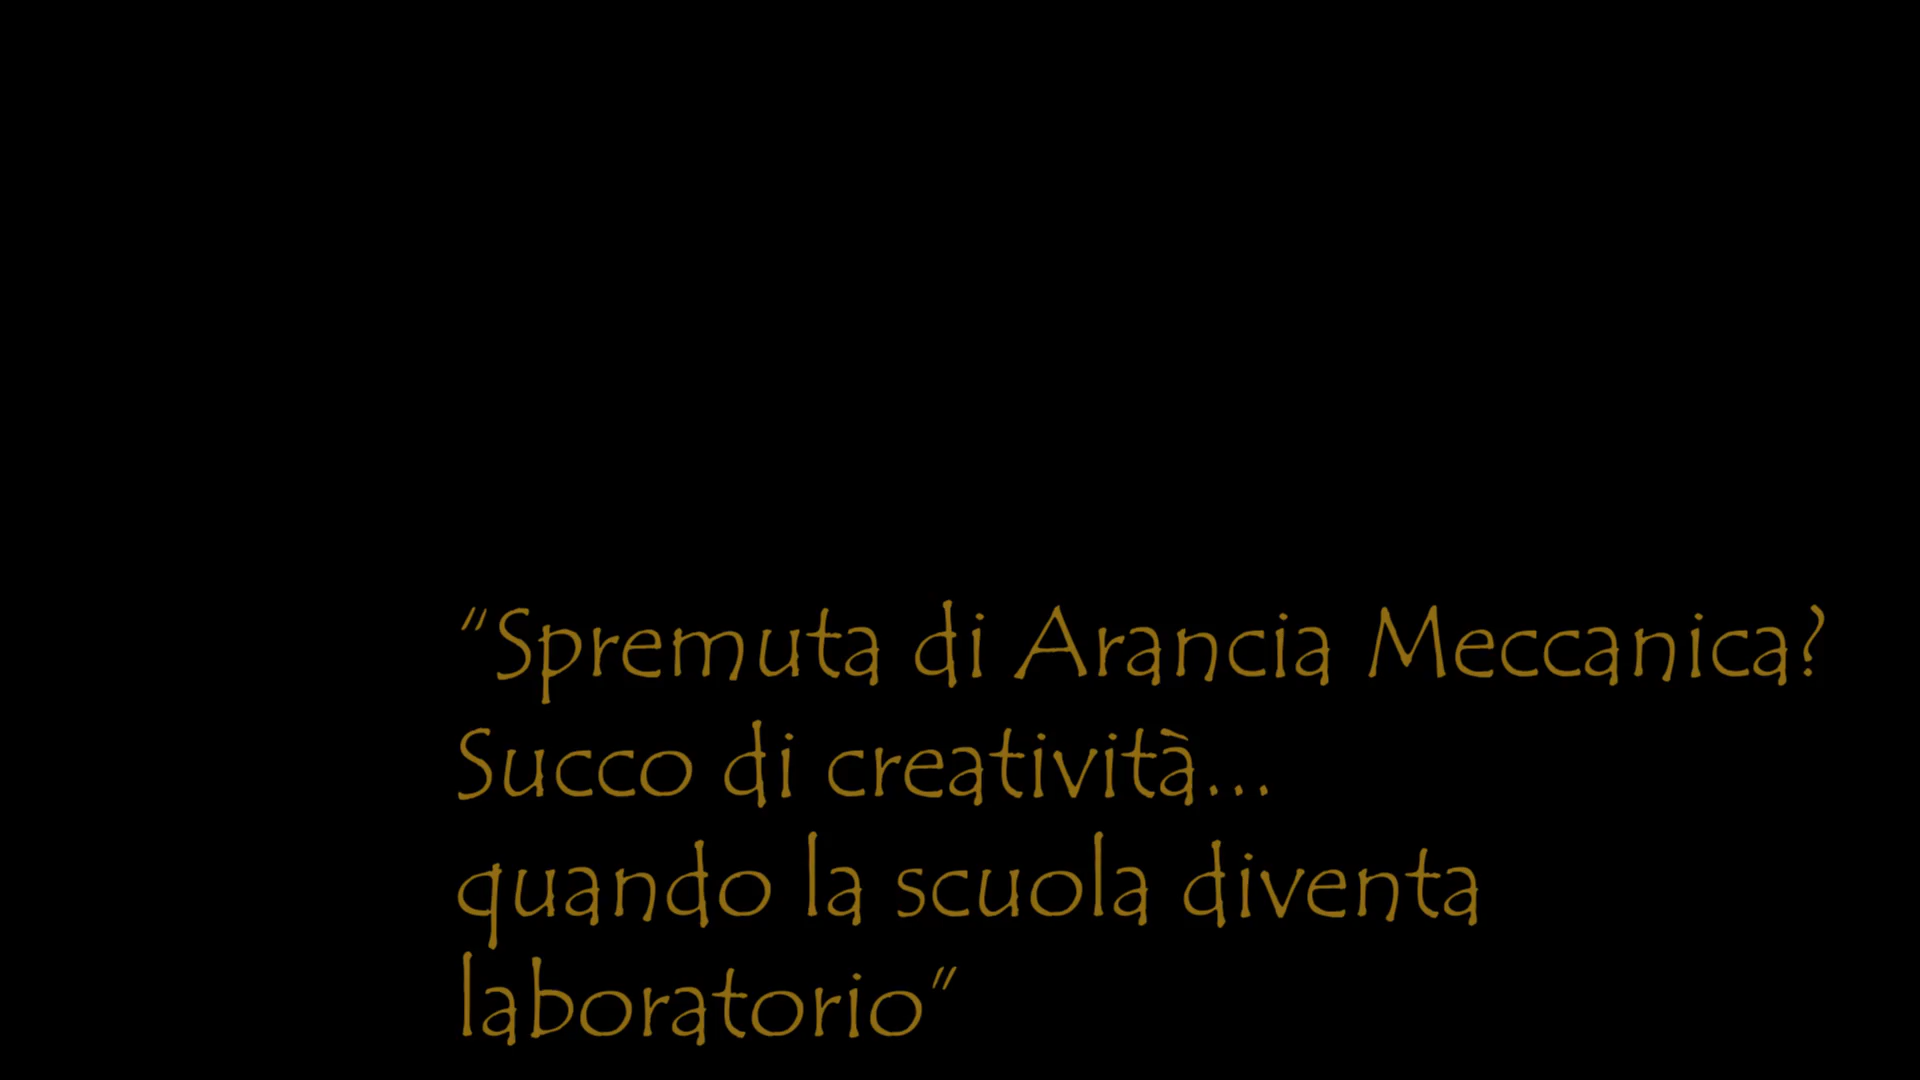 “Spremuta di Arancia Meccanica?
Succo di creatività...
quando la scuola diventa
laboratorio”